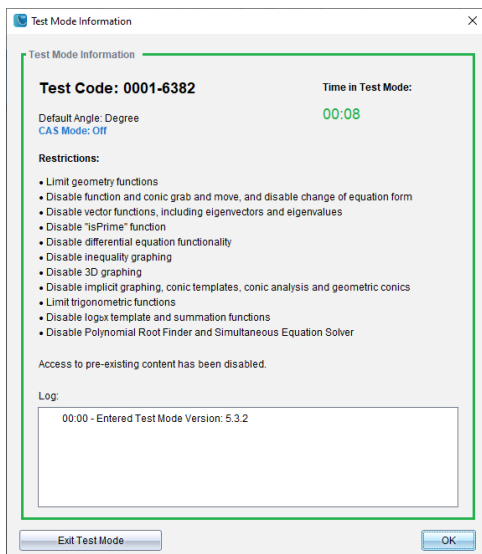 Test Mode Information
Test Mode Information
Test Code: 0001-6382
Time in Test Mode:
00:08
Default Angle: Degree
CAS Mode: Off
Restrictions:
• Limit geometry functions
• Disable function and conic grab and move, and disable change of equation form
• Disable vector functions, including eigenvectors and eigenvalues
• Disable "isPrime" function
• Disable differential equation functionality
• Disable inequality graphing
• Disable 3D graphing
• Disable implicit graphing, conic templates, conic analysis and geometric conics
• Limit trigonometric functions
• Disable logbx template and summation functions
• Disable Polynomial Root Finder and Simultaneous Equation Solver
Access to pre-existing content has been disabled.
Log:
00:00 - Entered Test Mode Version: 5.3.2
Exit Test Mode
OK